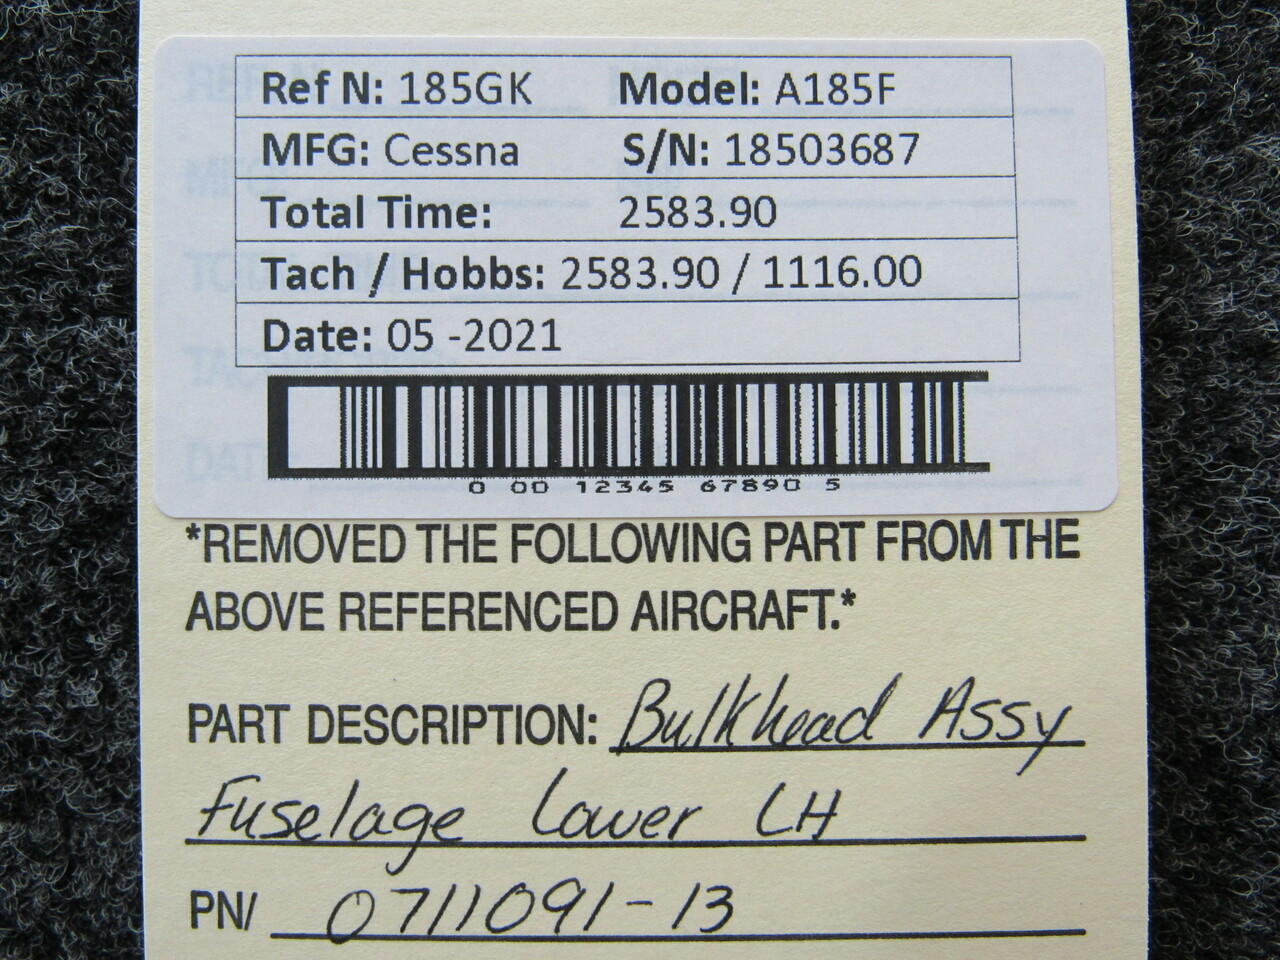 Ref N: 185GK Model: A185F
MFG: Cessna S/N: 18503687
Total Time: 2583.90
Tach / Hobbs: 2583.90 / 1116.00
Date: 05 -2021
0 00 12345 67890 5
*REMOVED THE FOLLOWING PART FROM THE
ABOVE REFERENCED AIRCRAFT.*
PART DESCRIPTION: Bulkhead Assy
Fuselage Lower LH
PN/ 0711091-13